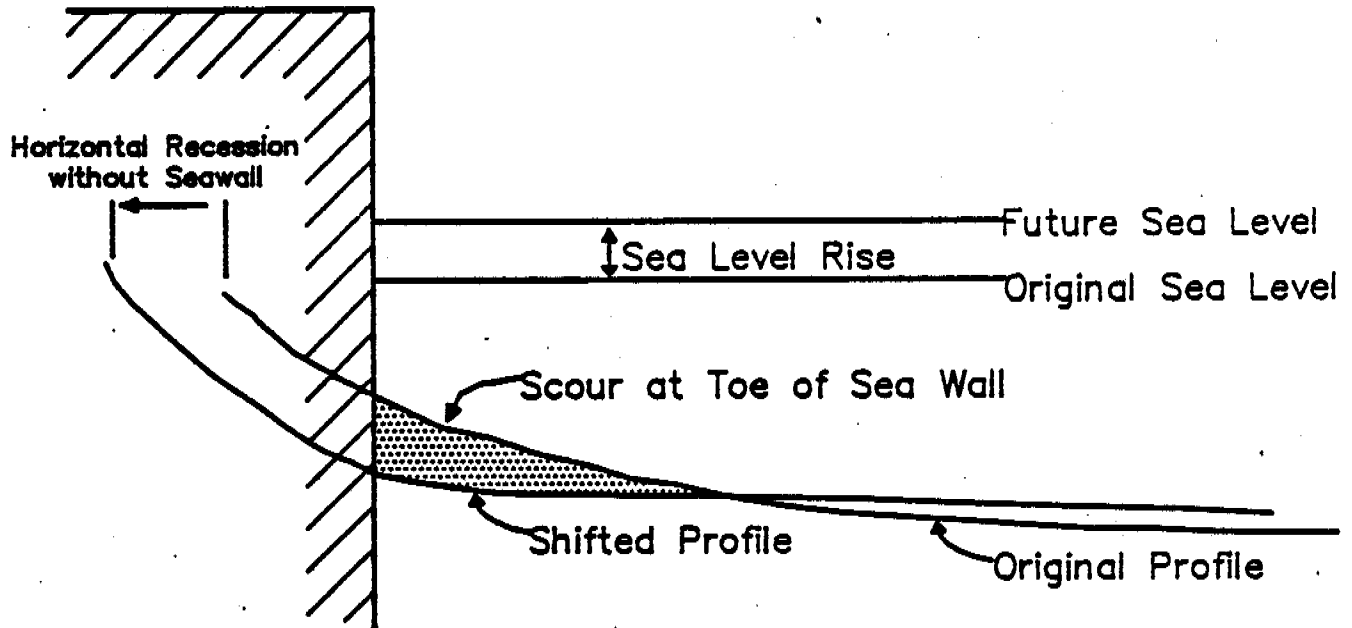 Horizontal Recession
without Seawall
Future Sea Level
Sea Level Rise
Original Sea Level
Scour at Toe of Sea Wall
Shifted Profile
Original Profile